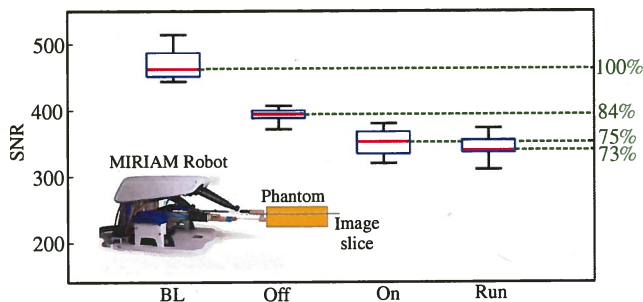 500
400
300
200
SNR
100%
84%
75%
73%
MIRIAM Robot
Phantom
Image
slice
BL Off On Run